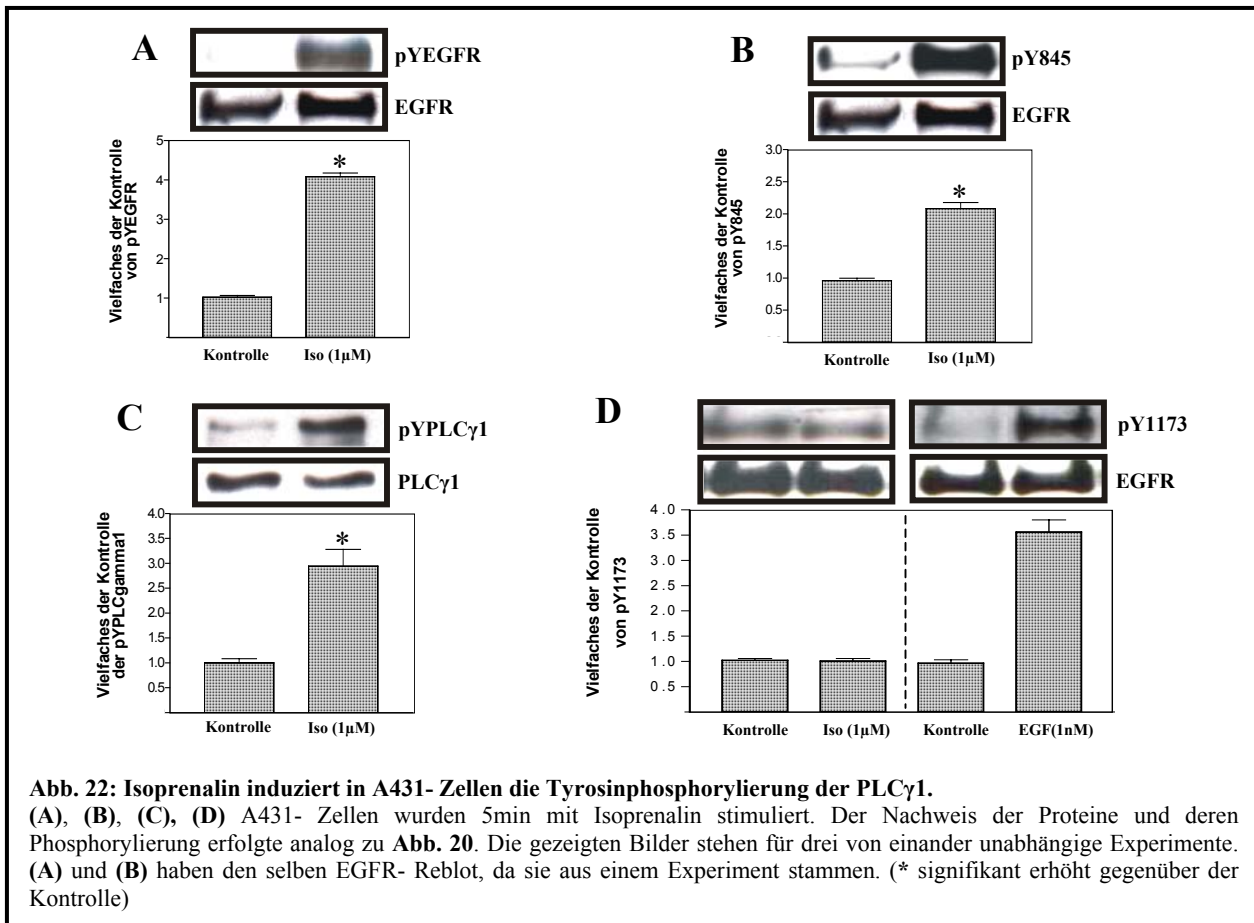 A
pYEGFR
EGFR
Vielfaches der Kontrolle
von pYEGFR
5
4
3
2
1
*
Kontrolle
Iso (1µM)
B
pY845
EGFR
Vielfaches der Kontrolle
von pY845
3.0
2.5
2.0
1.5
1.0
0.5
*
Kontrolle
Iso (1µM)
C
pYPLCγ1
PLCγ1
Vielfaches der Kontrolle
der pYPLCgamma1
4.0
3.5
3.0
2.5
2.0
1.5
1.0
0.5
*
Kontrolle
Iso (1µM)
D
pY1173
EGFR
Vielfaches der Kontrolle
von pY1173
4.0
3.5
3.0
2.5
2.0
1.5
1.0
0.5
Kontrolle
Iso (1µM)
Kontrolle
EGF(1nM)
Abb. 22: Isoprenalin induziert in A431- Zellen die Tyrosinphosphorylierung der PLCγ1.
(A), (B), (C), (D) A431- Zellen wurden 5min mit Isoprenalin stimuliert. Der Nachweis der Proteine und deren
Phosphorylierung erfolgte analog zu Abb. 20. Die gezeigten Bilder stehen für drei von einander unabhängige Experimente.
(A) und (B) haben den selben EGFR- Reblot, da sie aus einem Experiment stammen. (* signifikant erhöht gegenüber der
Kontrolle)